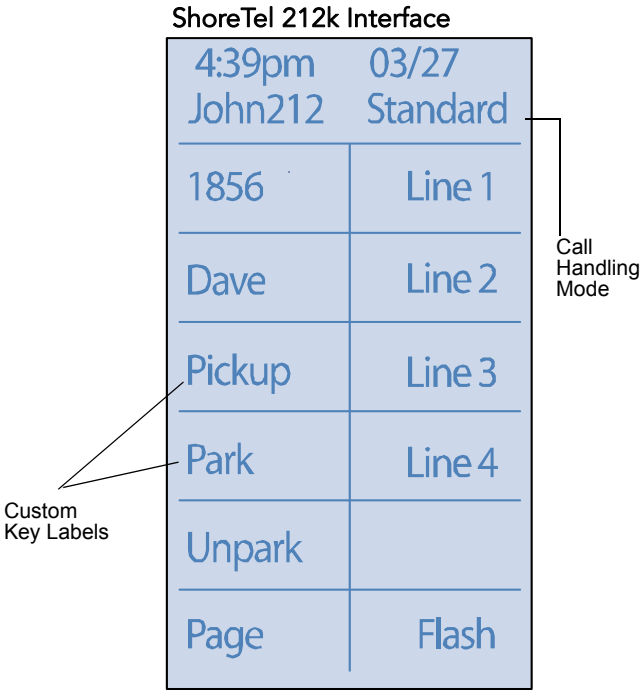 ShoreTel 212k Interface
4:39pm 03/27
John212 Standard
1856 Line 1
Dave Line 2
Pickup Line 3
Park Line 4
Unpark
Page Flash
Call
Handling
Mode
Custom
Key Labels